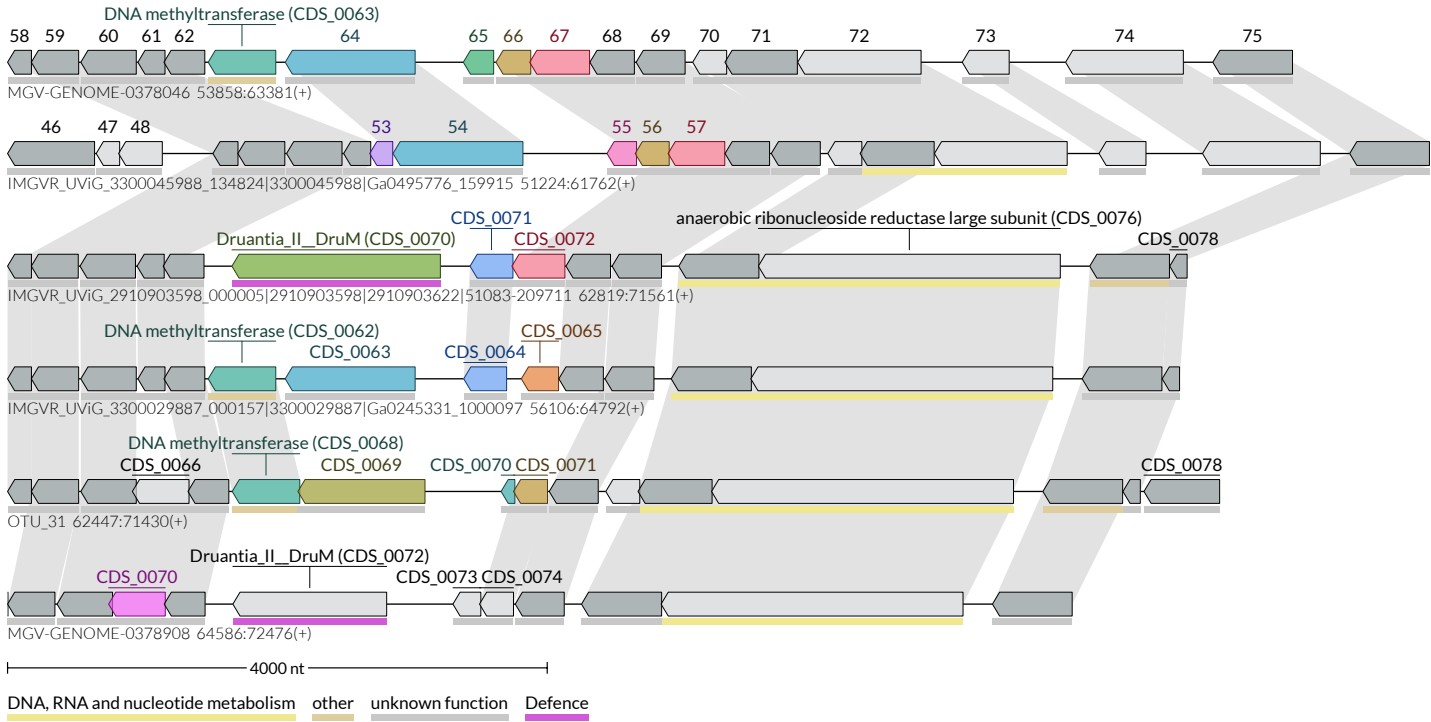 DNA methyltransferase (CDS_0063)
58 59 60 61 62 64 65 66 67 68 69 70 71 72 73 74 75
MGV-GENOME-0378046 53858:63381(+)
46 47 48 53 54 55 56 57
IMGVR_UViG_3300045988_134824|3300045988|Ga0495776_159915 51224:61762(+)
CDS_0071 anaerobic ribonucleoside reductase large subunit (CDS_0076)
Druantia_II__DruM (CDS_0070) CDS_0072 CDS_0078
IMGVR_UViG_2910903598_000005|2910903598|2910903622|51083-209711 62819:71561(+)
DNA methyltransferase (CDS_0062) CDS_0065
CDS_0063 CDS_0064
IMGVR_UViG_3300029887_000157|3300029887|Ga0245331_1000097 56106:64792(+)
DNA methyltransferase (CDS_0068)
CDS_0066 CDS_0069 CDS_0070 CDS_0071 CDS_0078
OTU_31 62447:71430(+)
Druantia_II__DruM (CDS_0072)
CDS_0070 CDS_0073 CDS_0074
MGV-GENOME-0378908 64586:72476(+)
4000 nt
DNA, RNA and nucleotide metabolism other unknown function Defence